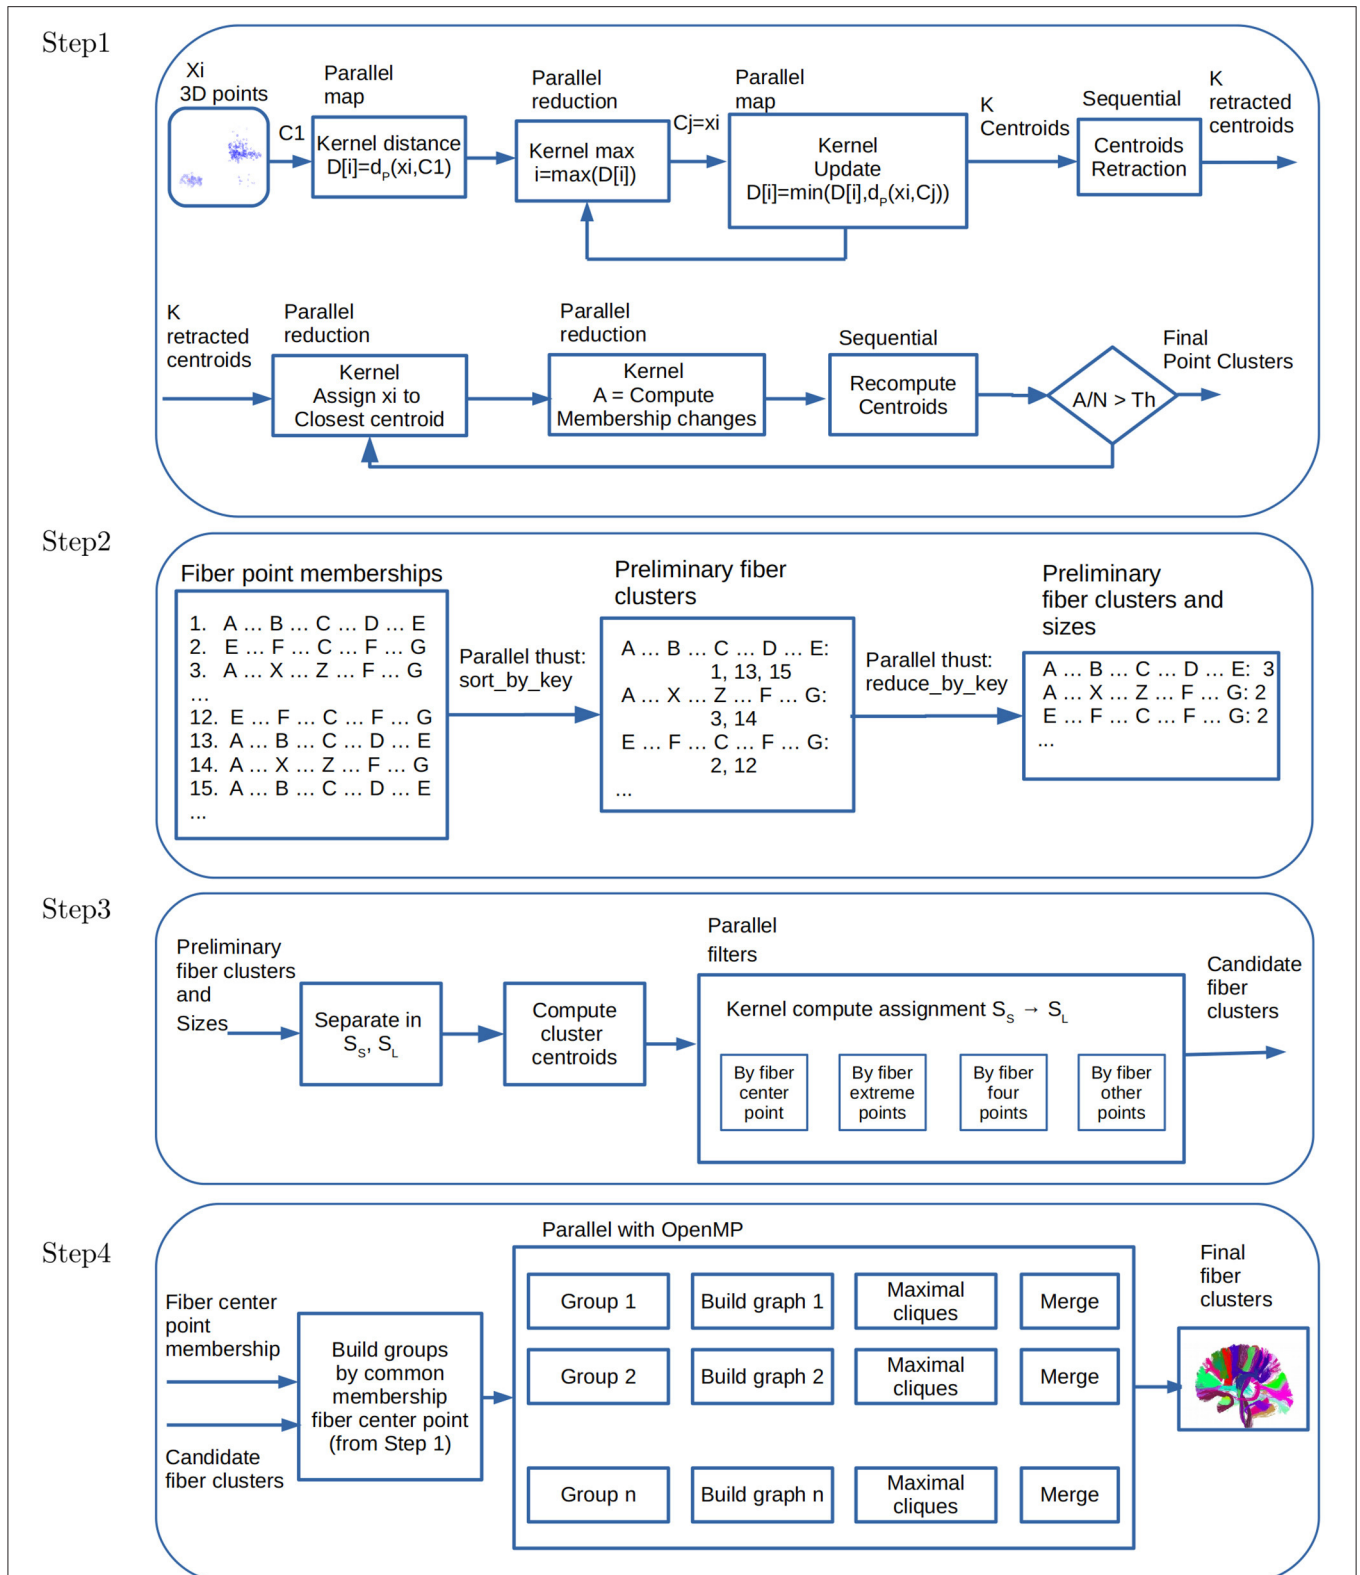 Step1
Xi
3D points
C1
Parallel
map
Kernel distance
D[i]=dP(xi,C1)
Parallel
reduction
Kernel max
i=max(D[i])
Cj=xi
Parallel
map
Kernel
Update
D[i]=min(D[i],dP(xi,Cj))
K
Centroids
Sequential
Centroids
Retraction
K
retracted
centroids
K
retracted
centroids
Parallel
reduction
Kernel
Assign xi to
Closest centroid
Parallel
reduction
Kernel
A = Compute
Membership changes
Sequential
Recompute
Centroids
A/N > Th
Final
Point Clusters
Step2
Fiber point memberships
1. A ... B ... C ... D ... E
2. E ... F ... C ... F ... G
3. A ... X ... Z ... F ... G
...
12. E ... F ... C ... F ... G
13. A ... B ... C ... D ... E
14. A ... X ... Z ... F ... G
15. A ... B ... C ... D ... E
...
Parallel thust:
sort_by_key
Preliminary fiber
clusters
A ... B ... C ... D ... E:
1, 13, 15
A ... X ... Z ... F ... G:
3, 14
E ... F ... C ... F ... G:
2, 12
...
Parallel thust:
reduce_by_key
Preliminary
fiber clusters and
sizes
A ... B ... C ... D ... E: 3
A ... X ... Z ... F ... G: 2
E ... F ... C ... F ... G: 2
...
Step3
Preliminary
fiber clusters
and
Sizes
Separate in
SS, SL
Compute
cluster
centroids
Parallel
filters
Kernel compute assignment SS → SL
By fiber
center
point
By fiber
extreme
points
By fiber
four
points
By fiber
other
points
Candidate
fiber
clusters
Step4
Fiber center
point
membership
Candidate
fiber clusters
Build groups
by common
membership
fiber center point
(from Step 1)
Parallel with OpenMP
Group 1
Build graph 1
Maximal
cliques
Merge
Group 2
Build graph 2
Maximal
cliques
Merge
Group n
Build graph n
Maximal
cliques
Merge
Final
fiber
clusters